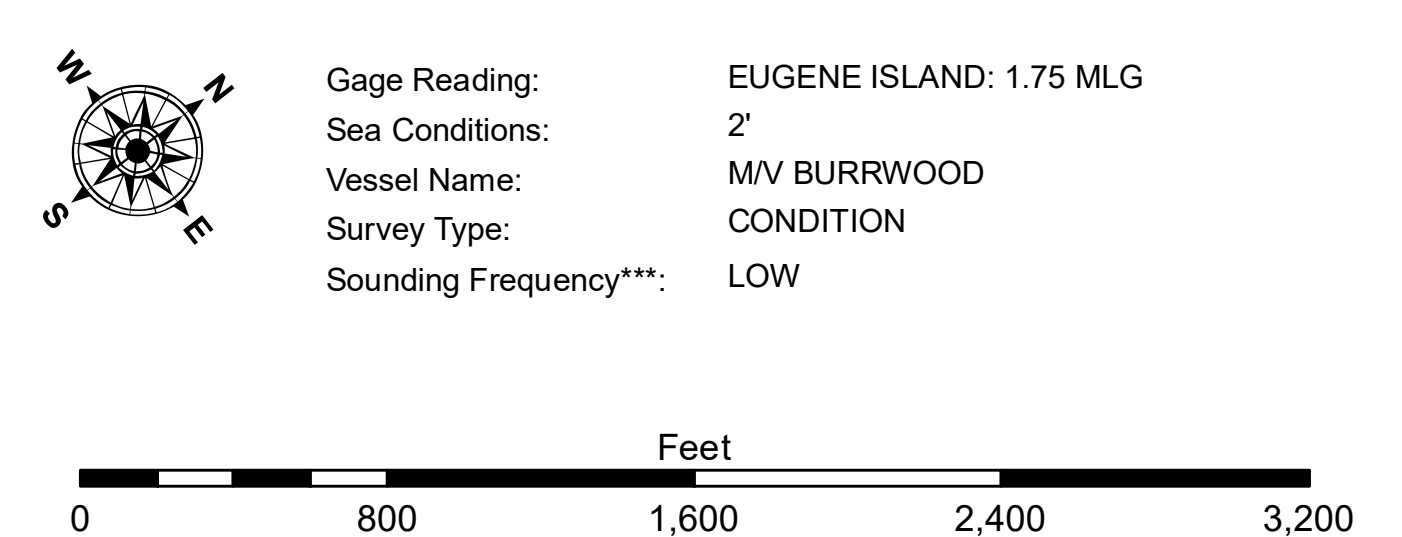 W
N
S
E
Gage Reading: EUGENE ISLAND: 1.75 MLG
Sea Conditions: 2'
Vessel Name: M/V BURRWOOD
Survey Type: CONDITION
Sounding Frequency***: LOW
Feet
0 800 1,600 2,400 3,200